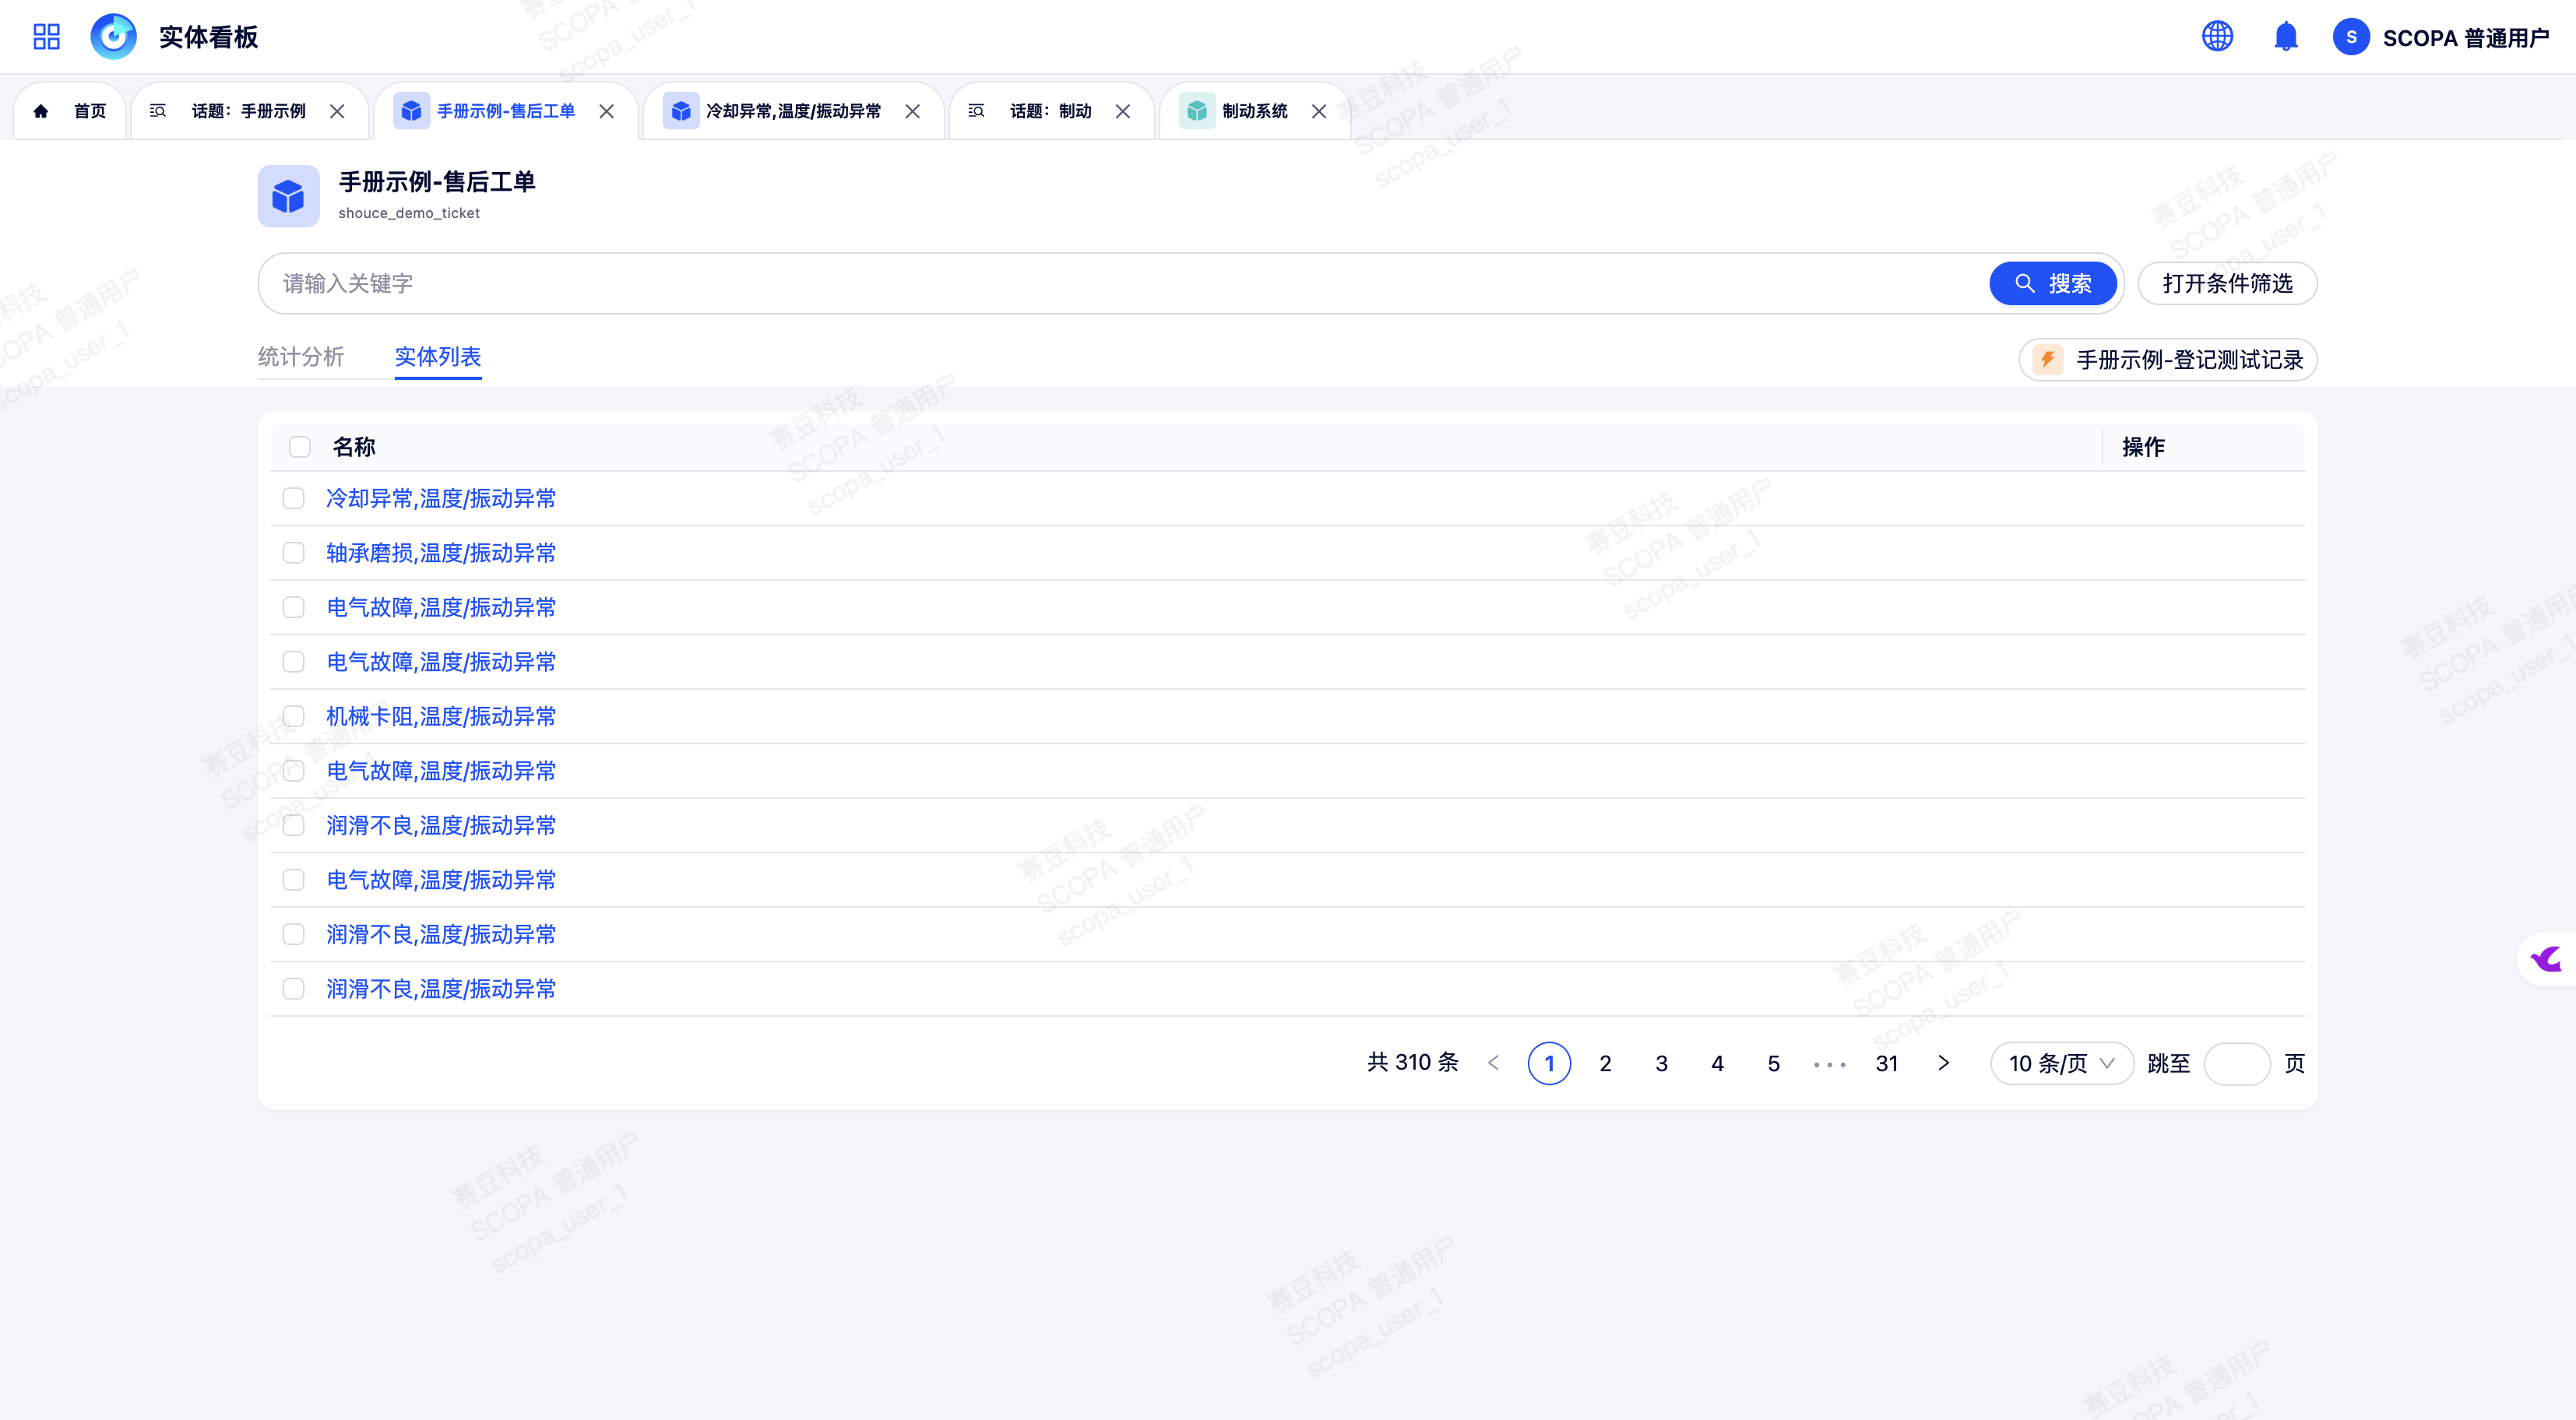 实体看板
S SCOPA 普通用户
首页
话题：手册示例
手册示例-售后工单
冷却异常,温度/振动异常
话题：制动
制动系统
手册示例-售后工单
shouce_demo_ticket
请输入关键字
搜索
打开条件筛选
统计分析
实体列表
手册示例-登记测试记录
名称
操作
冷却异常,温度/振动异常
轴承磨损,温度/振动异常
电气故障,温度/振动异常
电气故障,温度/振动异常
机械卡阻,温度/振动异常
电气故障,温度/振动异常
润滑不良,温度/振动异常
电气故障,温度/振动异常
润滑不良,温度/振动异常
润滑不良,温度/振动异常
共 310 条
1 2 3 4 5 ••• 31
10 条/页
跳至
页
赛豆科技
SCOPA 普通用户
scopa_user_1